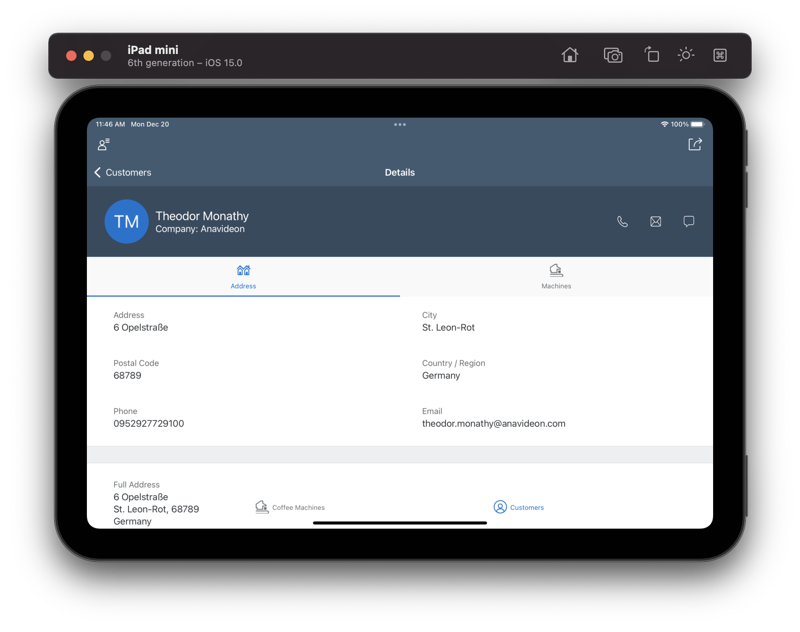 iPad mini
6th generation – iOS 15.0
11:46 AM Mon Dec 20
100%
Customers
Details
TM
Theodor Monathy
Company: Anavideon
Address
Machines
Address
City
6 Opelstraße
St. Leon-Rot
Postal Code
Country / Region
68789
Germany
Phone
Email
0952927729100
theodor.monathy@anavideon.com
Full Address
6 Opelstraße
St. Leon-Rot, 68789
Germany
Coffee Machines
Customers